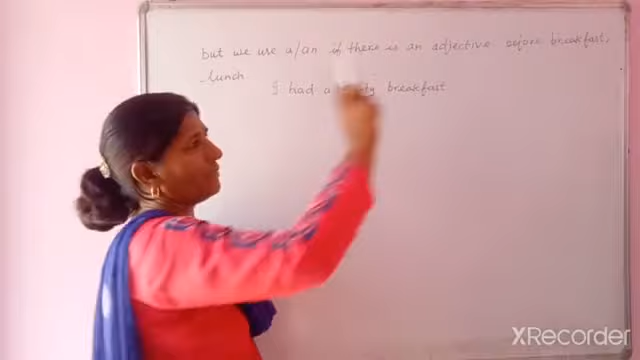 but we use a/an if there is an adjective before breakfast,
lunch
I had a breakfast
XRecorder